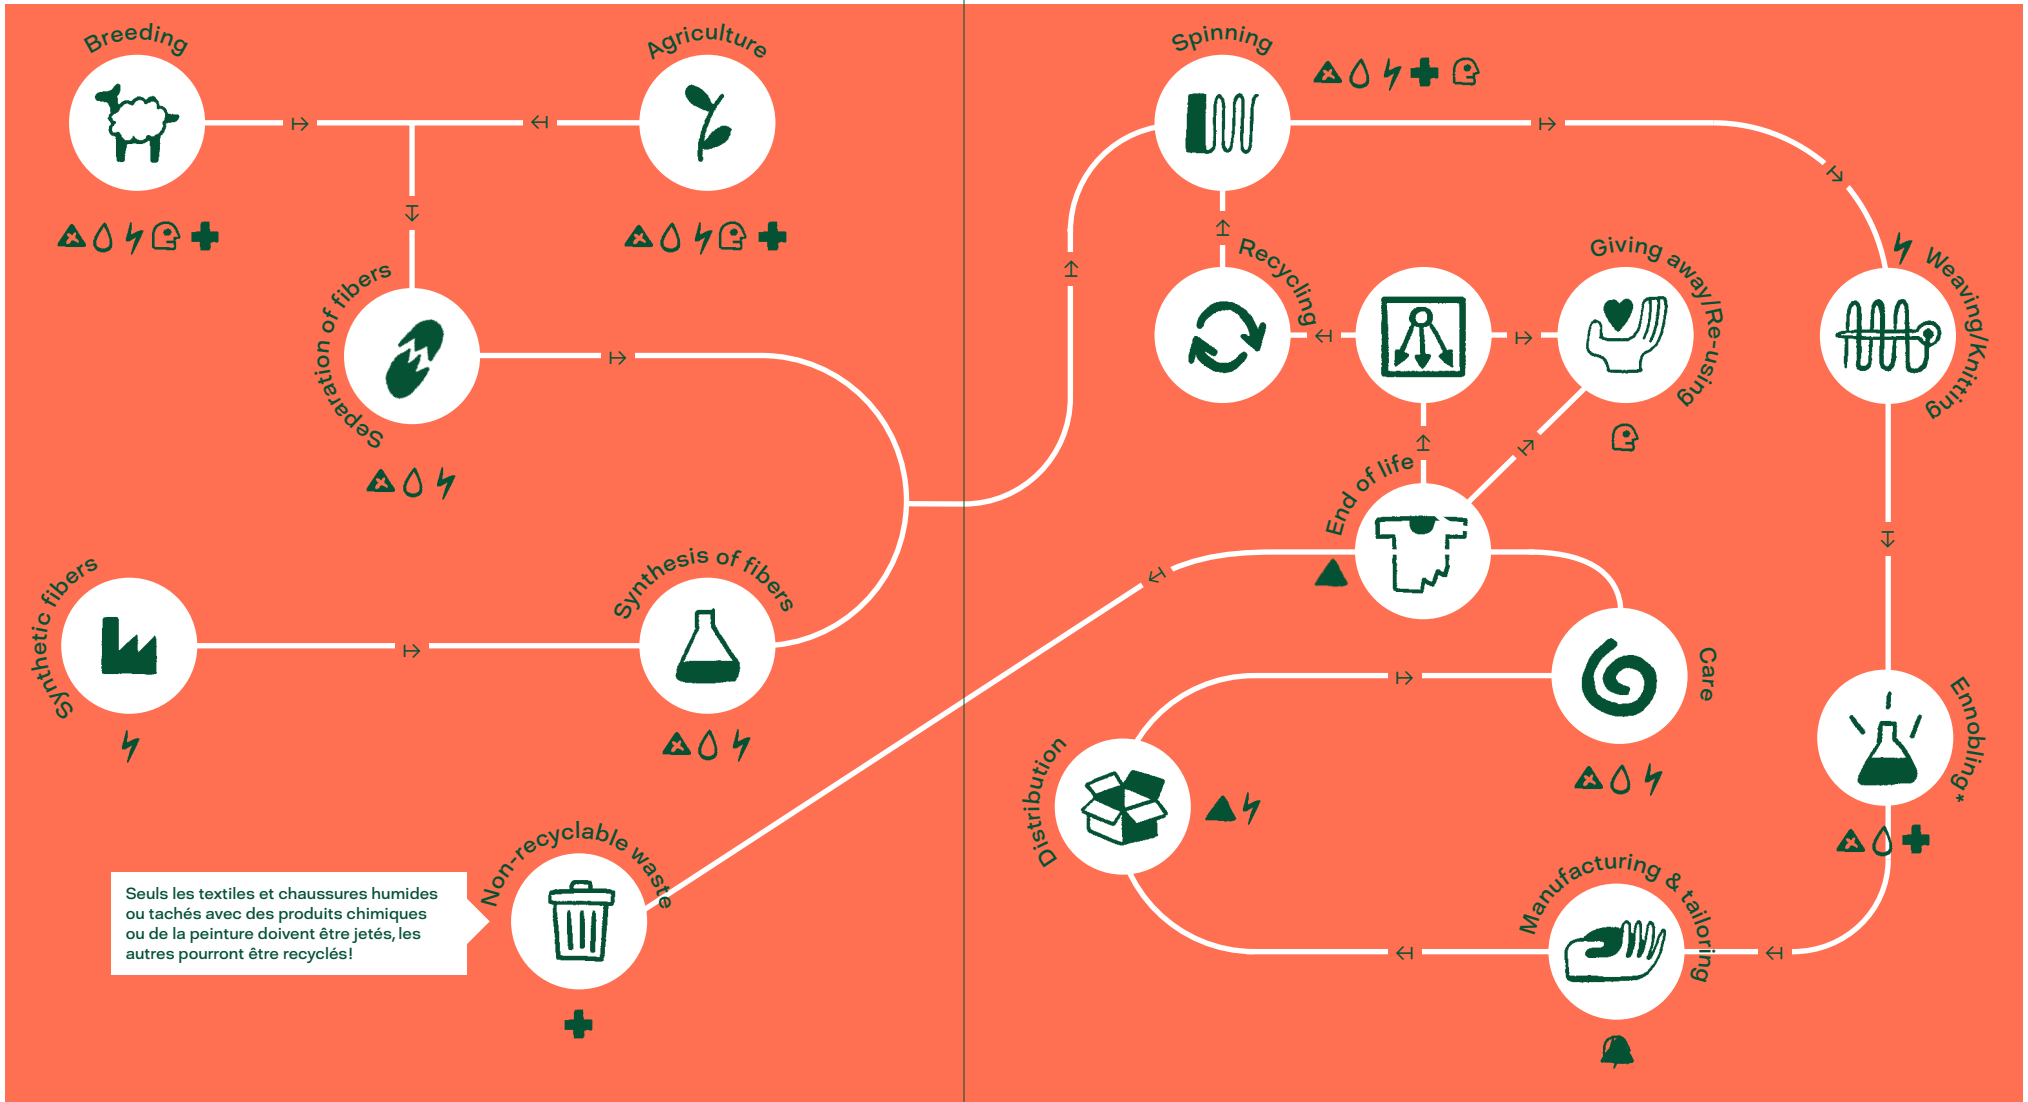 Breeding
Agriculture
Spinning
Separation of fibers
Recycling
Giving away/Re-using
Weaving/Knitting
End of life
Synthetic fibers
Synthesis of fibers
Care
Ennobling*
Distribution
Non-recyclable waste
Manufacturing & tailoring
Seuls les textiles et chaussures humides
ou tachés avec des produits chimiques
ou de la peinture doivent être jetés, les
autres pourront être recyclés!